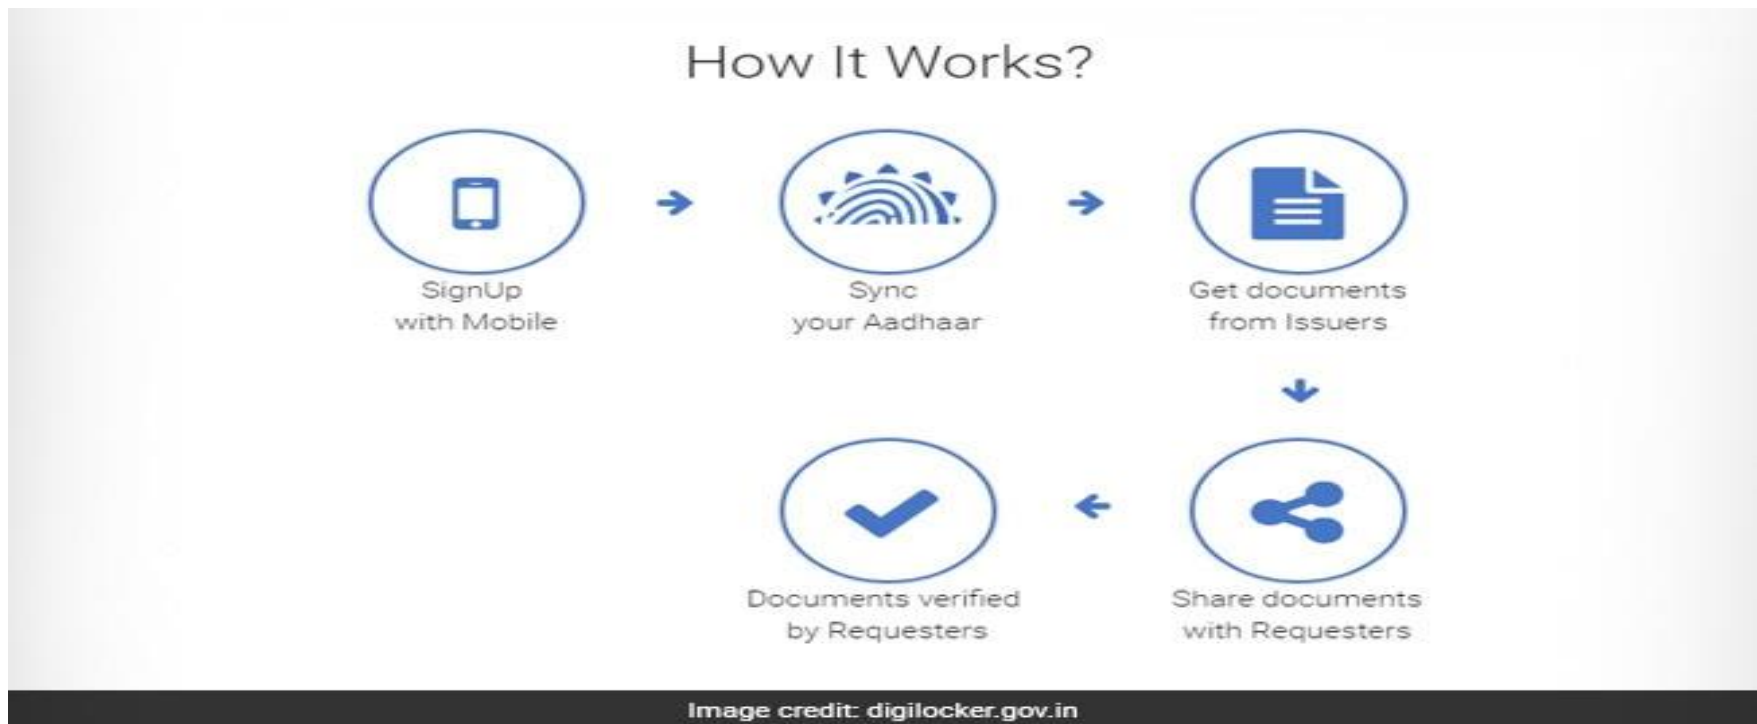 How It Works?
SignUp
with Mobile
Sync
your Aadhaar
Get documents
from Issuers
Documents verified
by Requesters
Share documents
with Requesters
Image credit: digilocker.gov.in